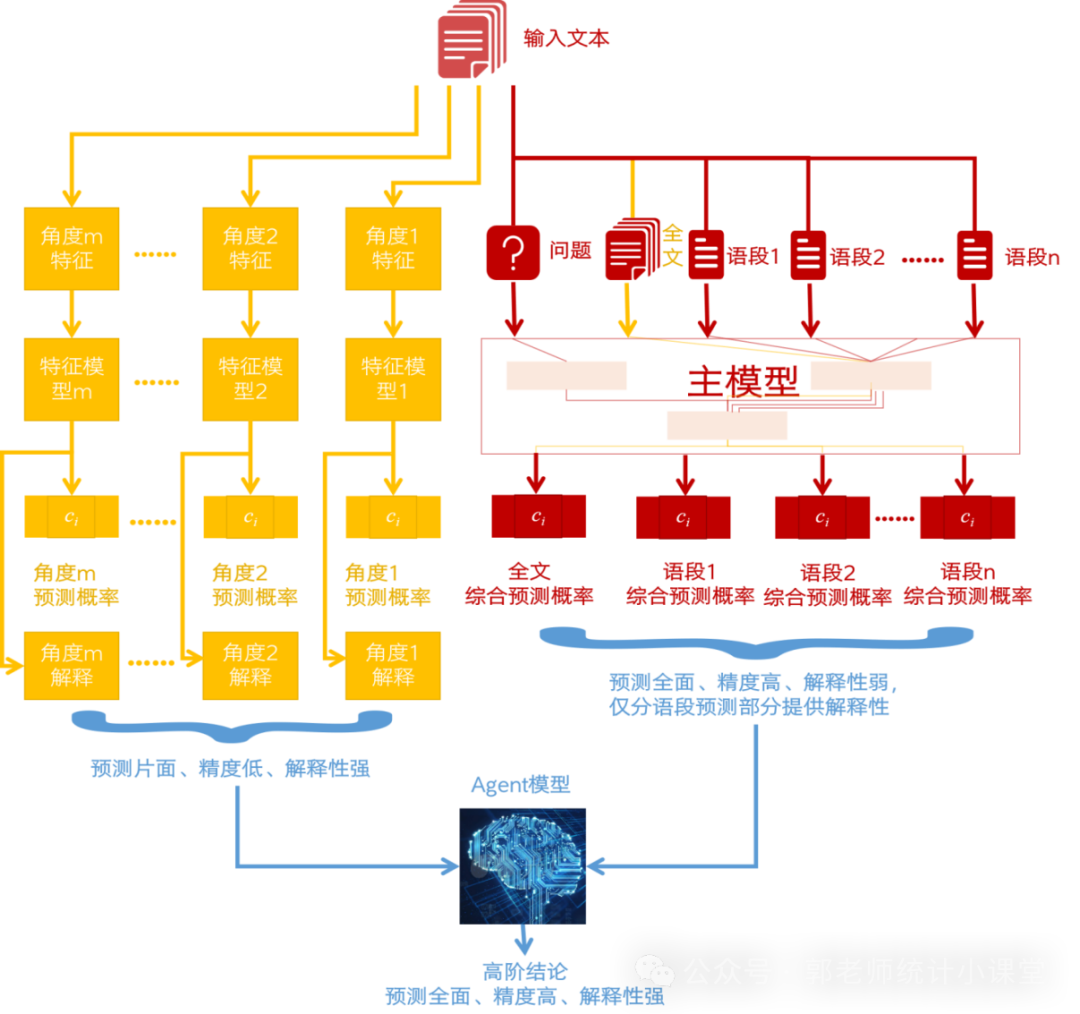 输入文本
角度m
特征
......
角度2
特征
角度1
特征
?
问题
全
文
语段1
语段2
......
语段n
特征模
型m
......
特征模
型2
特征模
型1
主模型
cᵢ
......
cᵢ
cᵢ
cᵢ
cᵢ
cᵢ
......
cᵢ
角度m
预测概率
角度2
预测概率
角度1
预测概率
全文
综合预测概率
语段1
综合预测概率
语段2
综合预测概率
语段n
综合预测概率
角度m
解释
......
角度2
解释
角度1
解释
预测全面、精度高、解释性弱，
仅分语段预测部分提供解释性
预测片面、精度低、解释性强
Agent模型
高阶结论
预测全面、精度高、解释性强
公众号 郭老师统计小课堂